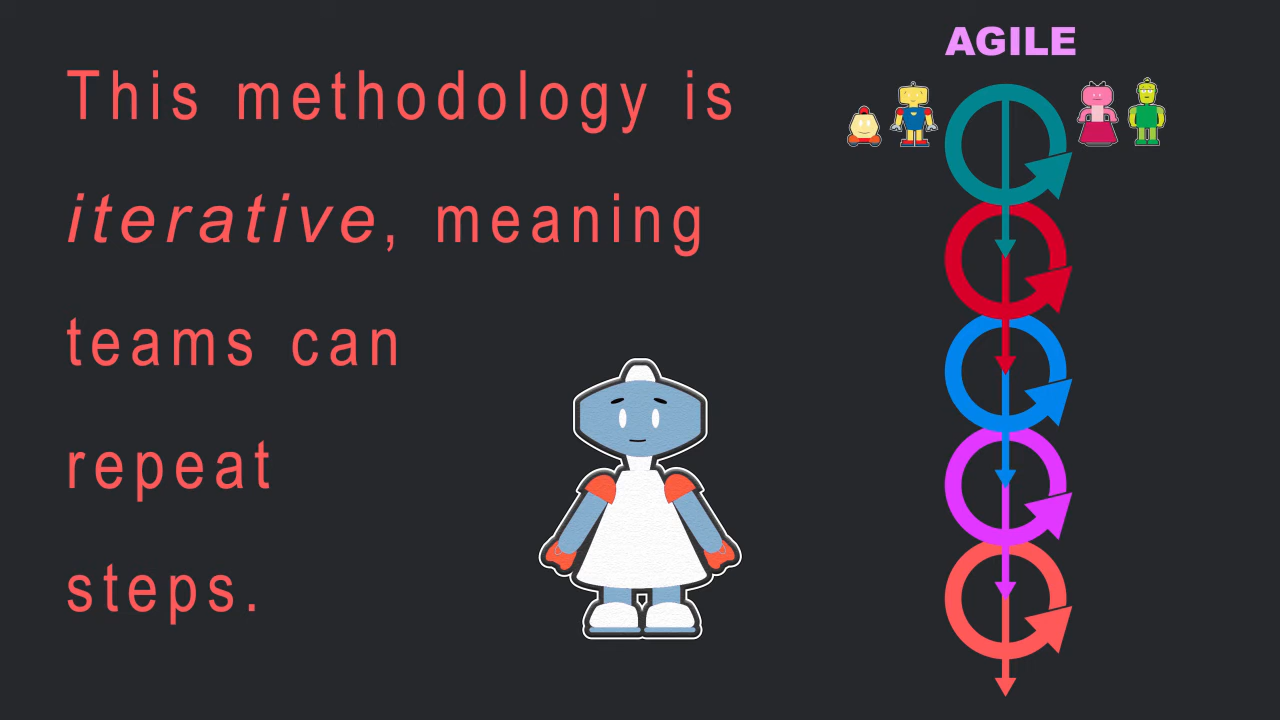 AGILE
This methodology is
iterative, meaning
teams can
repeat
steps.